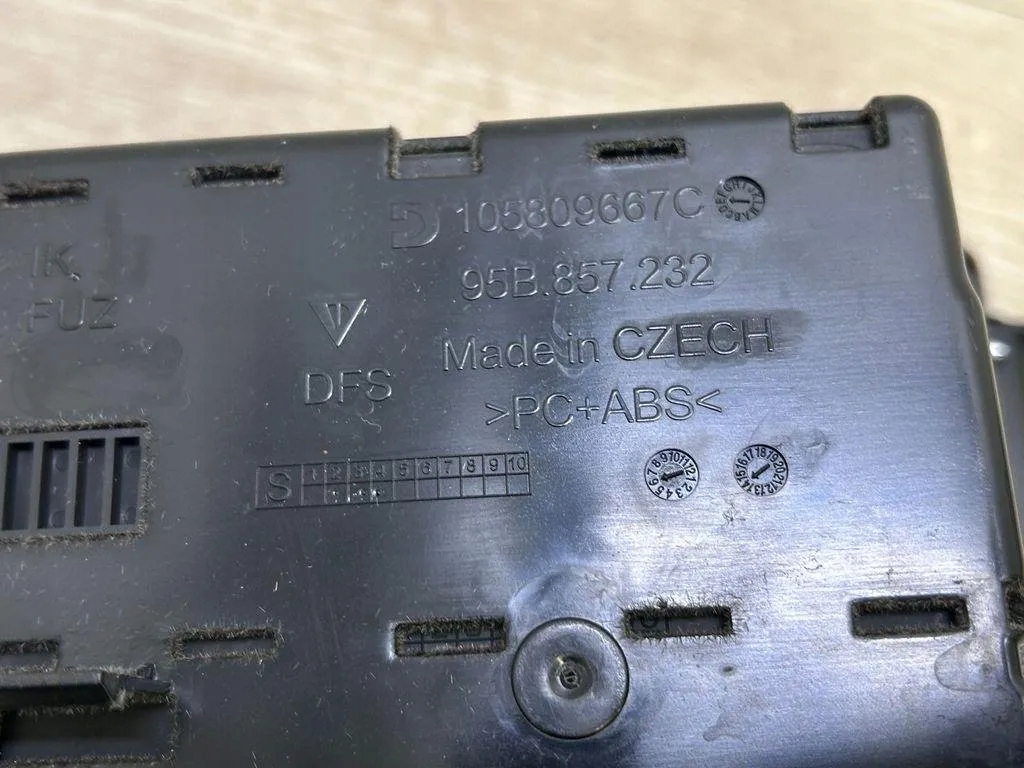 105809667C
95B.857.232
IK
FUZ
Made in CZECH
DFS
>PC+ABS<
S 1 2 3 4 5 6 7 8 9 10